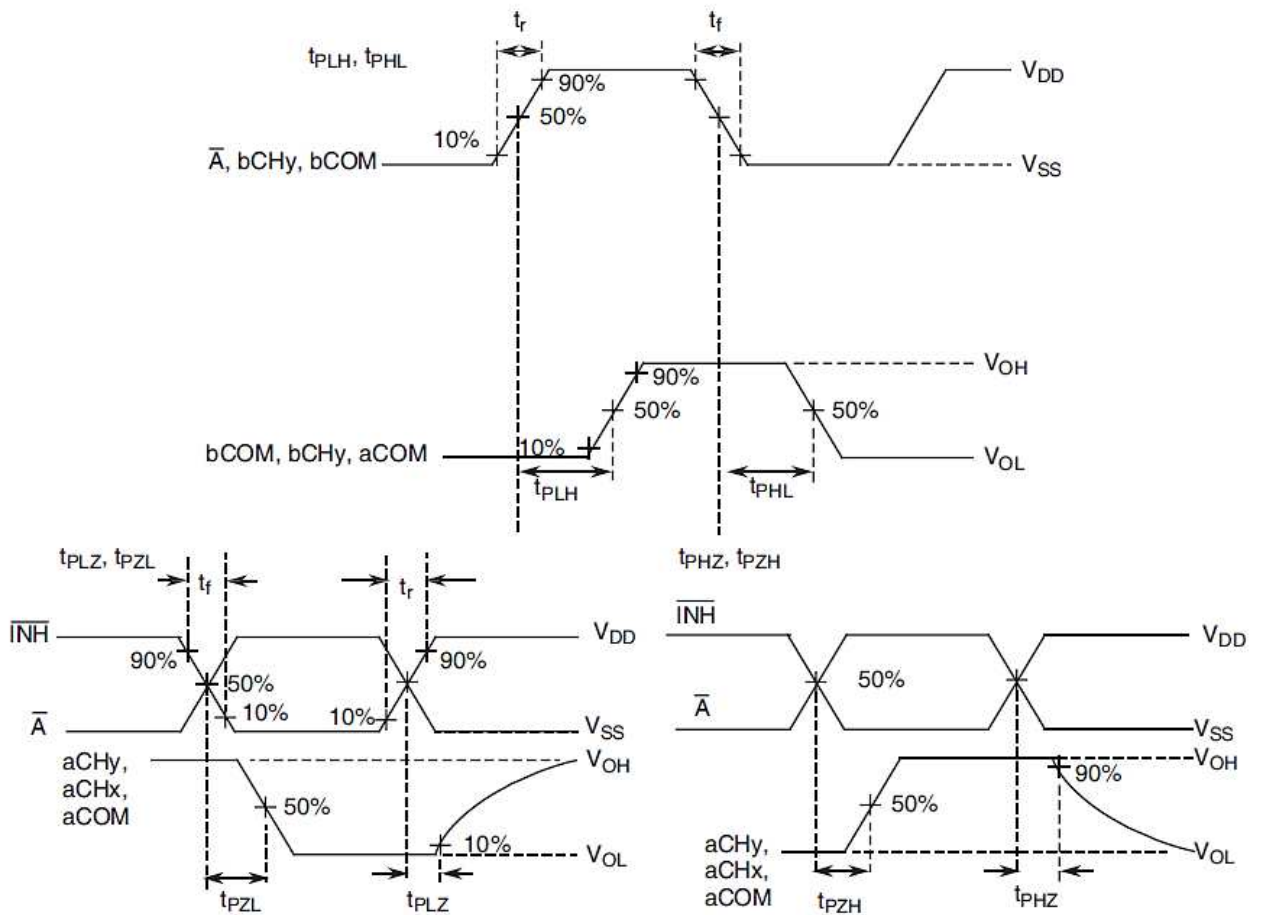 tr tf
tPLH, tPHL
VDD
90%
50%
10%
A̅, bCHy, bCOM
VSS
VOH
90%
50% 50%
bCOM, bCHy, aCOM 10%
VOL
tPLH tPHL
tPLZ, tPZL
tf tr
I̅N̅H̅ VDD
90% 90%
50%
10% 10%
A̅ VSS
aCHy, VOH
aCHx,
aCOM 50%
10%
VOL
tPZL tPLZ
tPHZ, tPZH
I̅N̅H̅
VDD
50%
A̅
VSS
VOH
90%
50%
aCHy, VOL
aCHx,
aCOM tPZH tPHZ